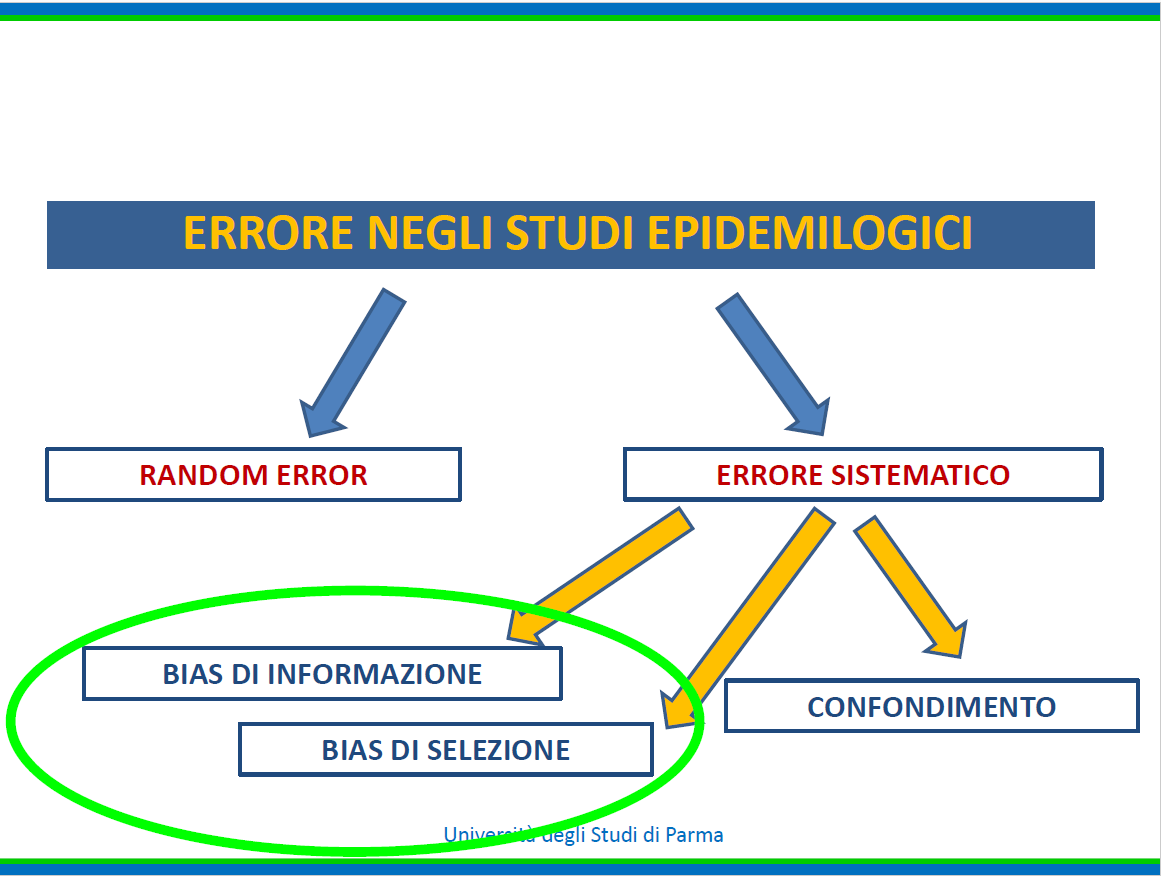 ERRORE NEGLI STUDI EPIDEMILOGICI
RANDOM ERROR
ERRORE SISTEMATICO
BIAS DI INFORMAZIONE
BIAS DI SELEZIONE
CONFONDIMENTO
Università degli Studi di Parma